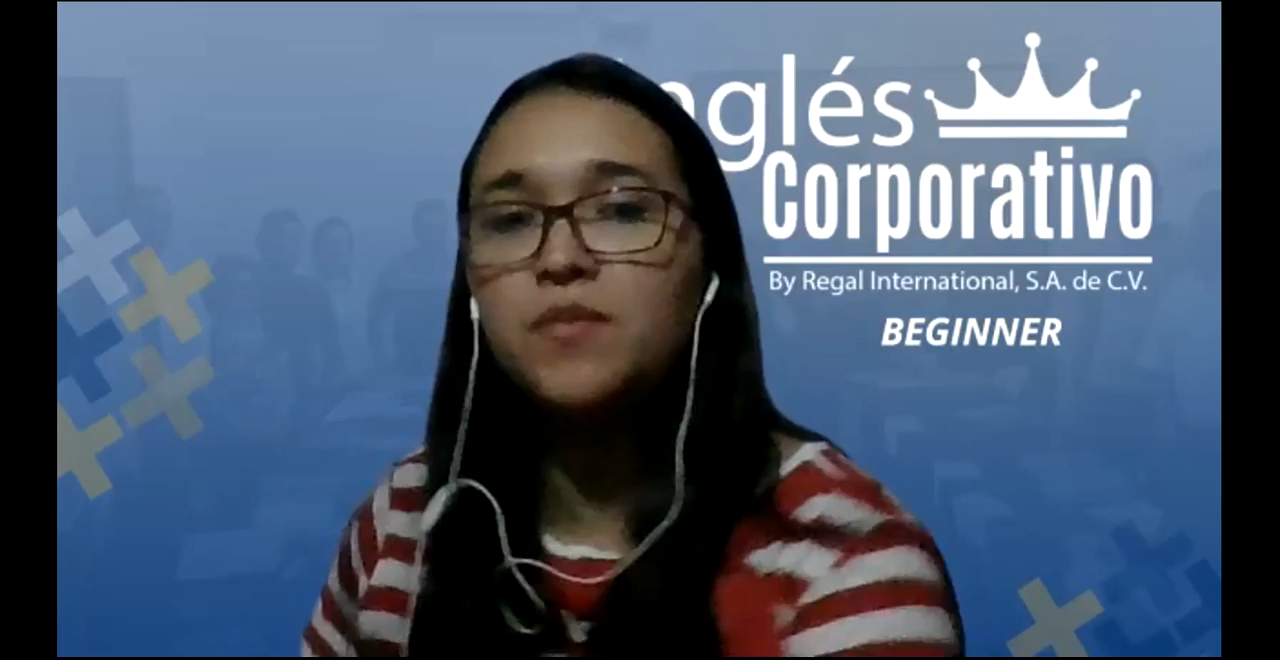 nglés
Corporativo
By Regal International, S.A. de C.V.
BEGINNER